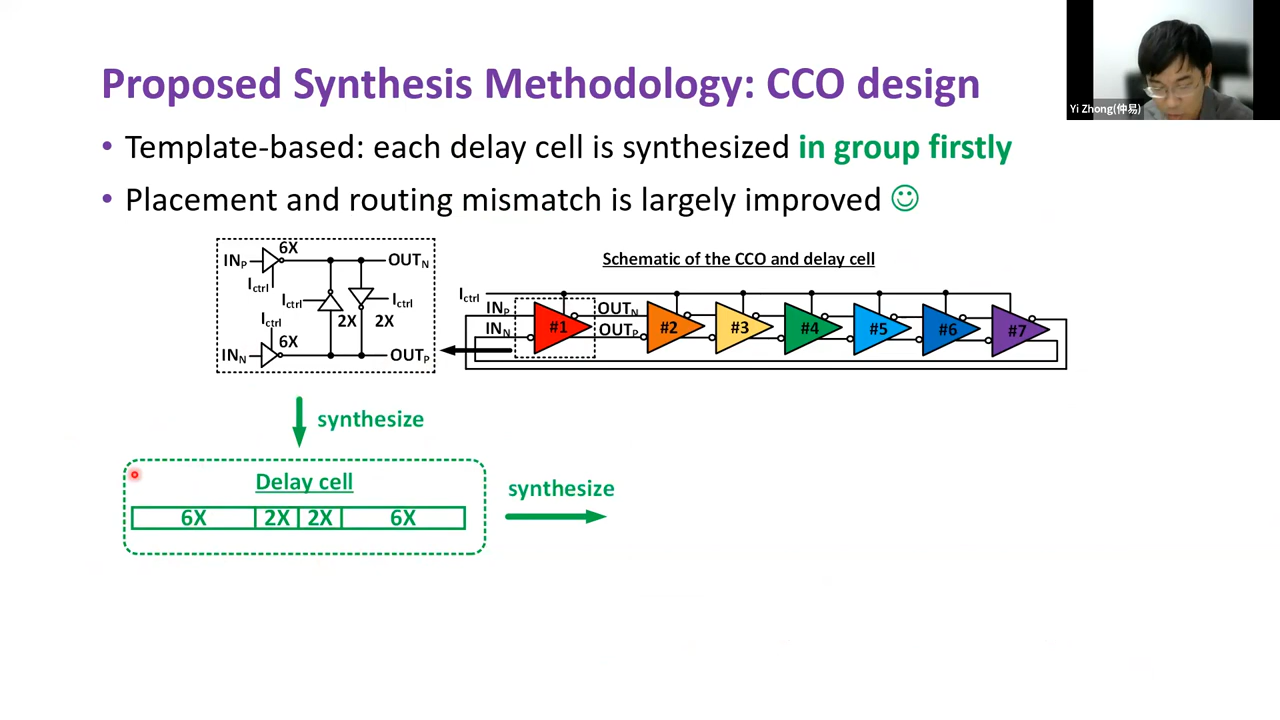 Proposed Synthesis Methodology: CCO design
Yi Zhong(仲易)
• Template-based: each delay cell is synthesized in group firstly
• Placement and routing mismatch is largely improved ☺
INP 6X OUTN
Ictrl
Ictrl Ictrl
Ictrl 2X 2X
6X
INN OUTP
Schematic of the CCO and delay cell
Ictrl
INP OUTN
INN OUTP
#1 #2 #3 #4 #5 #6 #7
synthesize
Delay cell
6X 2X 2X 6X
synthesize